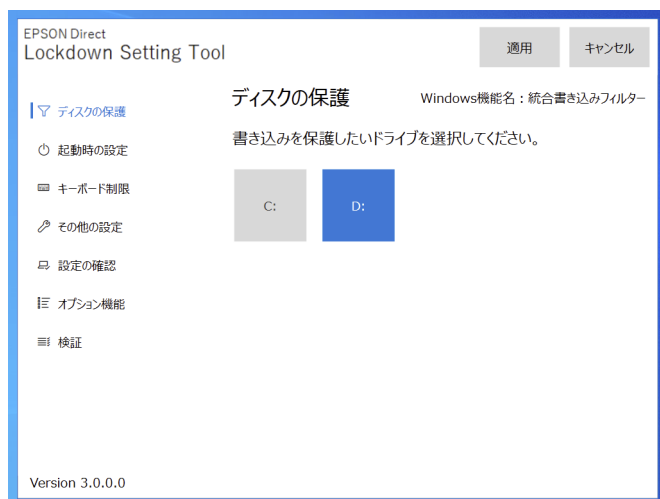 EPSON Direct
Lockdown Setting Tool
適用
キャンセル
ディスクの保護
起動時の設定
キーボード制限
その他の設定
設定の確認
オプション機能
検証
ディスクの保護
Windows機能名：統合書き込みフィルター
書き込みを保護したいドライブを選択してください。
C:
D:
Version 3.0.0.0